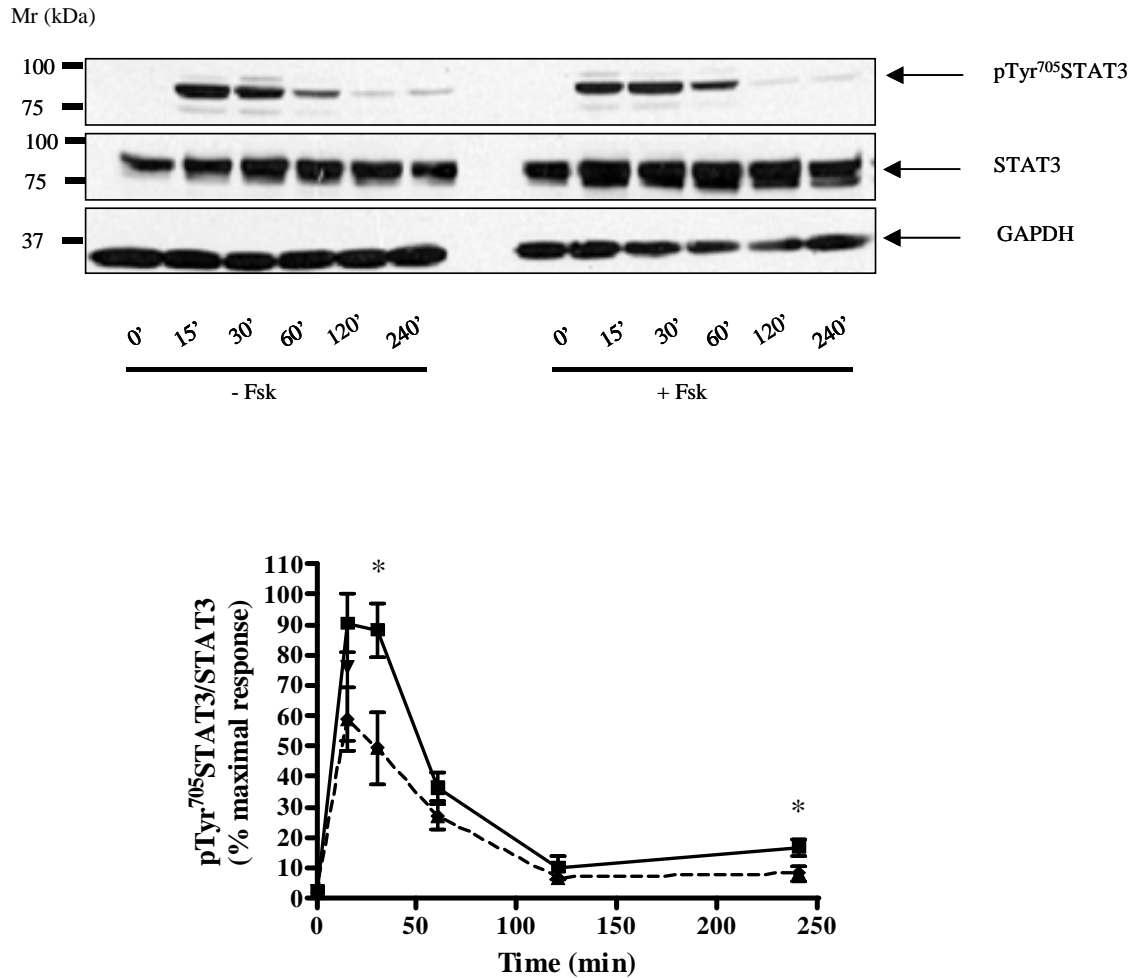 Mr (kDa)
100
75
pTyr⁷⁰⁵STAT3
100
75
STAT3
37
GAPDH
0’ 15’ 30’ 60’ 120’ 240’ 0’ 15’ 30’ 60’ 120’ 240’
- Fsk + Fsk
pTyr⁷⁰⁵STAT3/STAT3
(% maximal response)
110
100
90
80
70
60
50
40
30
20
10
0
*
*
0 50 100 150 200 250
Time (min)